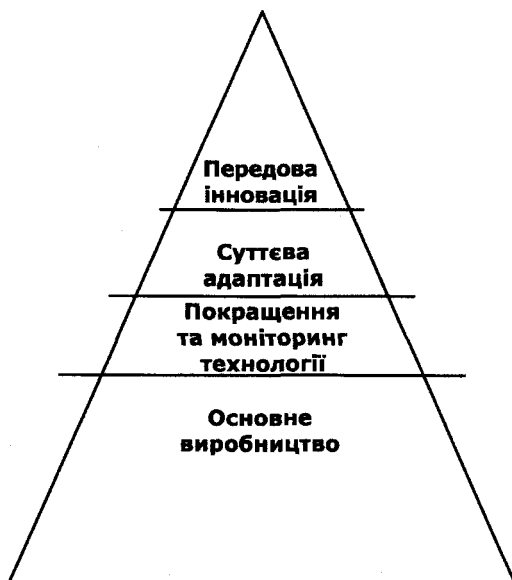 Передова
інновація
Суттєва
адаптація
Покращення
та моніторинг
технології
Основне
виробництво